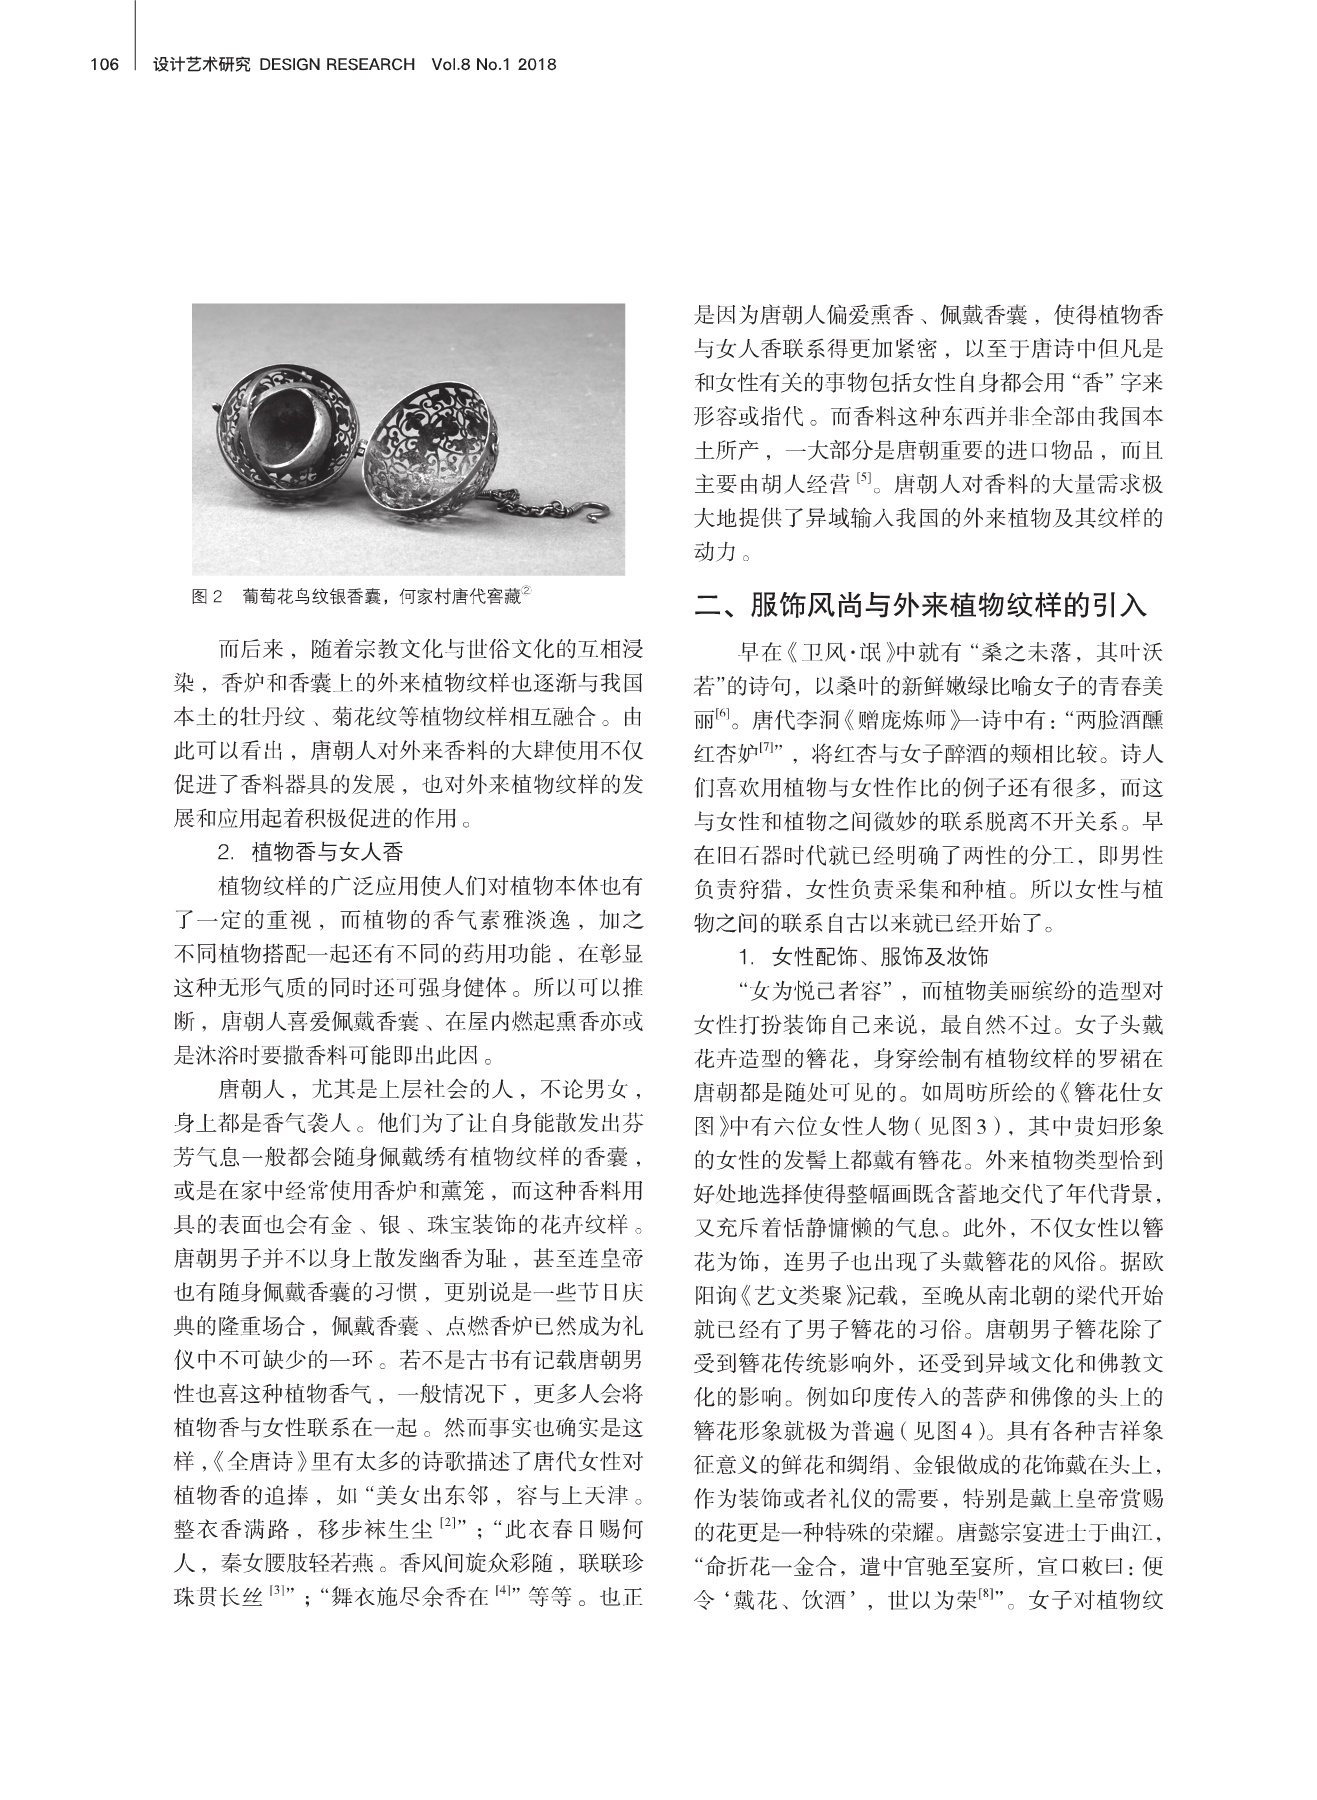 106 设计艺术研究 DESIGN RESEARCH Vol.8 No.1 2018
图 2 葡萄花鸟纹银香囊，何家村唐代窖藏②
而后来，随着宗教文化与世俗文化的互相浸
染，香炉和香囊上的外来植物纹样也逐渐与我国
本土的牡丹纹、菊花纹等植物纹样相互融合。由
此可以看出，唐朝人对外来香料的大肆使用不仅
促进了香料器具的发展，也对外来植物纹样的发
展和应用起着积极促进的作用。
2. 植物香与女人香
植物纹样的广泛应用使人们对植物本体也有
了一定的重视，而植物的香气素雅淡逸，加之
不同植物搭配一起还有不同的药用功能，在彰显
这种无形气质的同时还可强身健体。所以可以推
断，唐朝人喜爱佩戴香囊、在屋内燃起熏香亦或
是沐浴时要撒香料可能即出此因。
唐朝人，尤其是上层社会的人，不论男女，
身上都是香气袭人。他们为了让自身能散发出芬
芳气息一般都会随身佩戴绣有植物纹样的香囊，
或是在家中经常使用香炉和薰笼，而这种香料用
具的表面也会有金、银、珠宝装饰的花卉纹样。
唐朝男子并不以身上散发幽香为耻，甚至连皇帝
也有随身佩戴香囊的习惯，更别说是一些节日庆
典的隆重场合，佩戴香囊、点燃香炉已然成为礼
仪中不可缺少的一环。若不是古书有记载唐朝男
性也喜这种植物香气，一般情况下，更多人会将
植物香与女性联系在一起。然而事实也确实是这
样，《全唐诗》里有太多的诗歌描述了唐代女性对
植物香的追捧，如“美女出东邻，容与上天津。
整衣香满路，移步袜生尘[2]”；“此衣春日赐何
人，秦女腰肢轻若燕。香风间旋众彩随，联联珍
珠贯长丝[3]”；“舞衣施尽余香在[4]”等等。也正
是因为唐朝人偏爱熏香、佩戴香囊，使得植物香
与女人香联系得更加紧密，以至于唐诗中但凡是
和女性有关的事物包括女性自身都会用“香”字来
形容或指代。而香料这种东西并非全部由我国本
土所产，一大部分是唐朝重要的进口物品，而且
主要由胡人经营[5]。唐朝人对香料的大量需求极
大地提供了异域输入我国的外来植物及其纹样的
动力。
二、服饰风尚与外来植物纹样的引入
早在《卫风·氓》中就有“桑之未落，其叶沃
若”的诗句，以桑叶的新鲜嫩绿比喻女子的青春美
丽[6]。唐代李洞《赠庞炼师》一诗中有：“两脸酒醺
红杏妒[7]”，将红杏与女子醉酒的颊相比较。诗人
们喜欢用植物与女性作比的例子还有很多，而这
与女性和植物之间微妙的联系脱离不开关系。早
在旧石器时代就已经明确了两性的分工，即男性
负责狩猎，女性负责采集和种植。所以女性与植
物之间的联系自古以来就已经开始了。
1. 女性配饰、服饰及妆饰
“女为悦己者容”，而植物美丽缤纷的造型对
女性打扮装饰自己来说，最自然不过。女子头戴
花卉造型的簪花，身穿绘制有植物纹样的罗裙在
唐朝都是随处可见的。如周昉所绘的《簪花仕女
图》中有六位女性人物（见图3），其中贵妇形象
的女性的发髻上都戴有簪花。外来植物类型恰到
好处地选择使得整幅画既含蓄地交代了年代背景，
又充斥着恬静慵懒的气息。此外，不仅女性以簪
花为饰，连男子也出现了头戴簪花的风俗。据欧
阳询《艺文类聚》记载，至晚从南北朝的梁代开始
就已经有了男子簪花的习俗。唐朝男子簪花除了
受到簪花传统影响外，还受到异域文化和佛教文
化的影响。例如印度传入的菩萨和佛像的头上的
簪花形象就极为普遍（见图4）。具有各种吉祥象
征意义的鲜花和绸绢、金银做成的花饰戴在头上，
作为装饰或者礼仪的需要，特别是戴上皇帝赏赐
的花更是一种特殊的荣耀。唐懿宗宴进士于曲江，
“命折花一金合，遣中官驰至宴所，宣口敕曰：便
令‘戴花、饮酒’，世以为荣[8]”。女子对植物纹